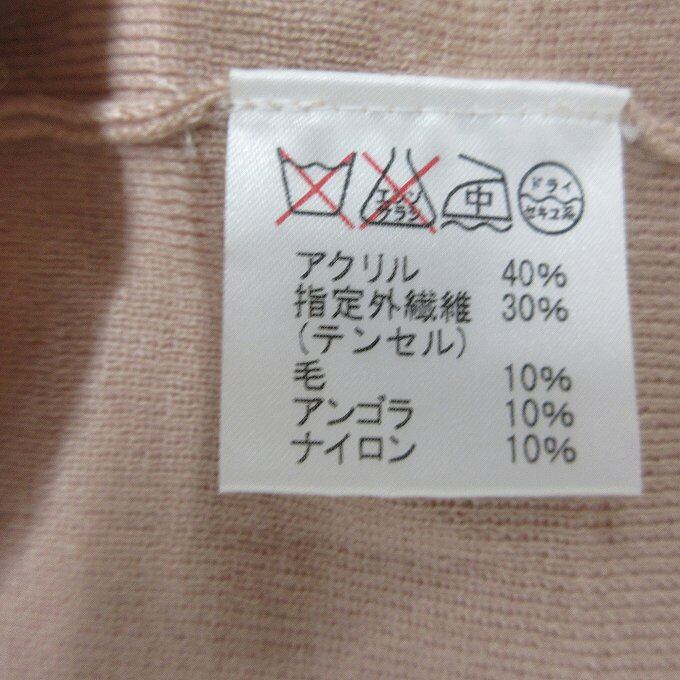 エンソ
サラシ
中
ドライ
セキユ系
アクリル 40%
指定外繊維 30%
(テンセル)
毛 10%
アンゴラ 10%
ナイロン 10%